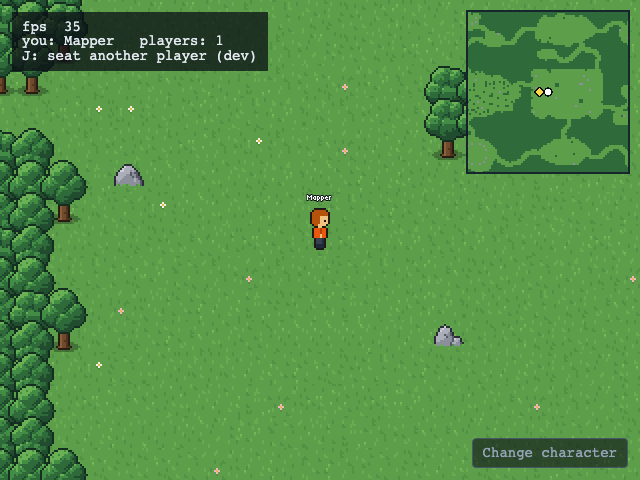 fps 35
you: Mapper players: 1
J: seat another player (dev)
Mapper
Change character